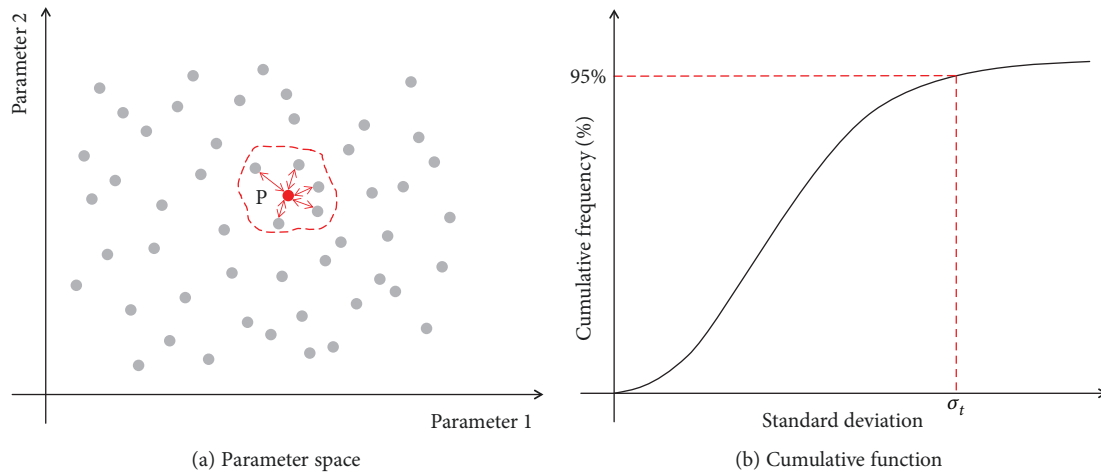 Parameter 2
P
Parameter 1
(a) Parameter space
Cumulative frequency (%)
95%
σt
Standard deviation
(b) Cumulative function